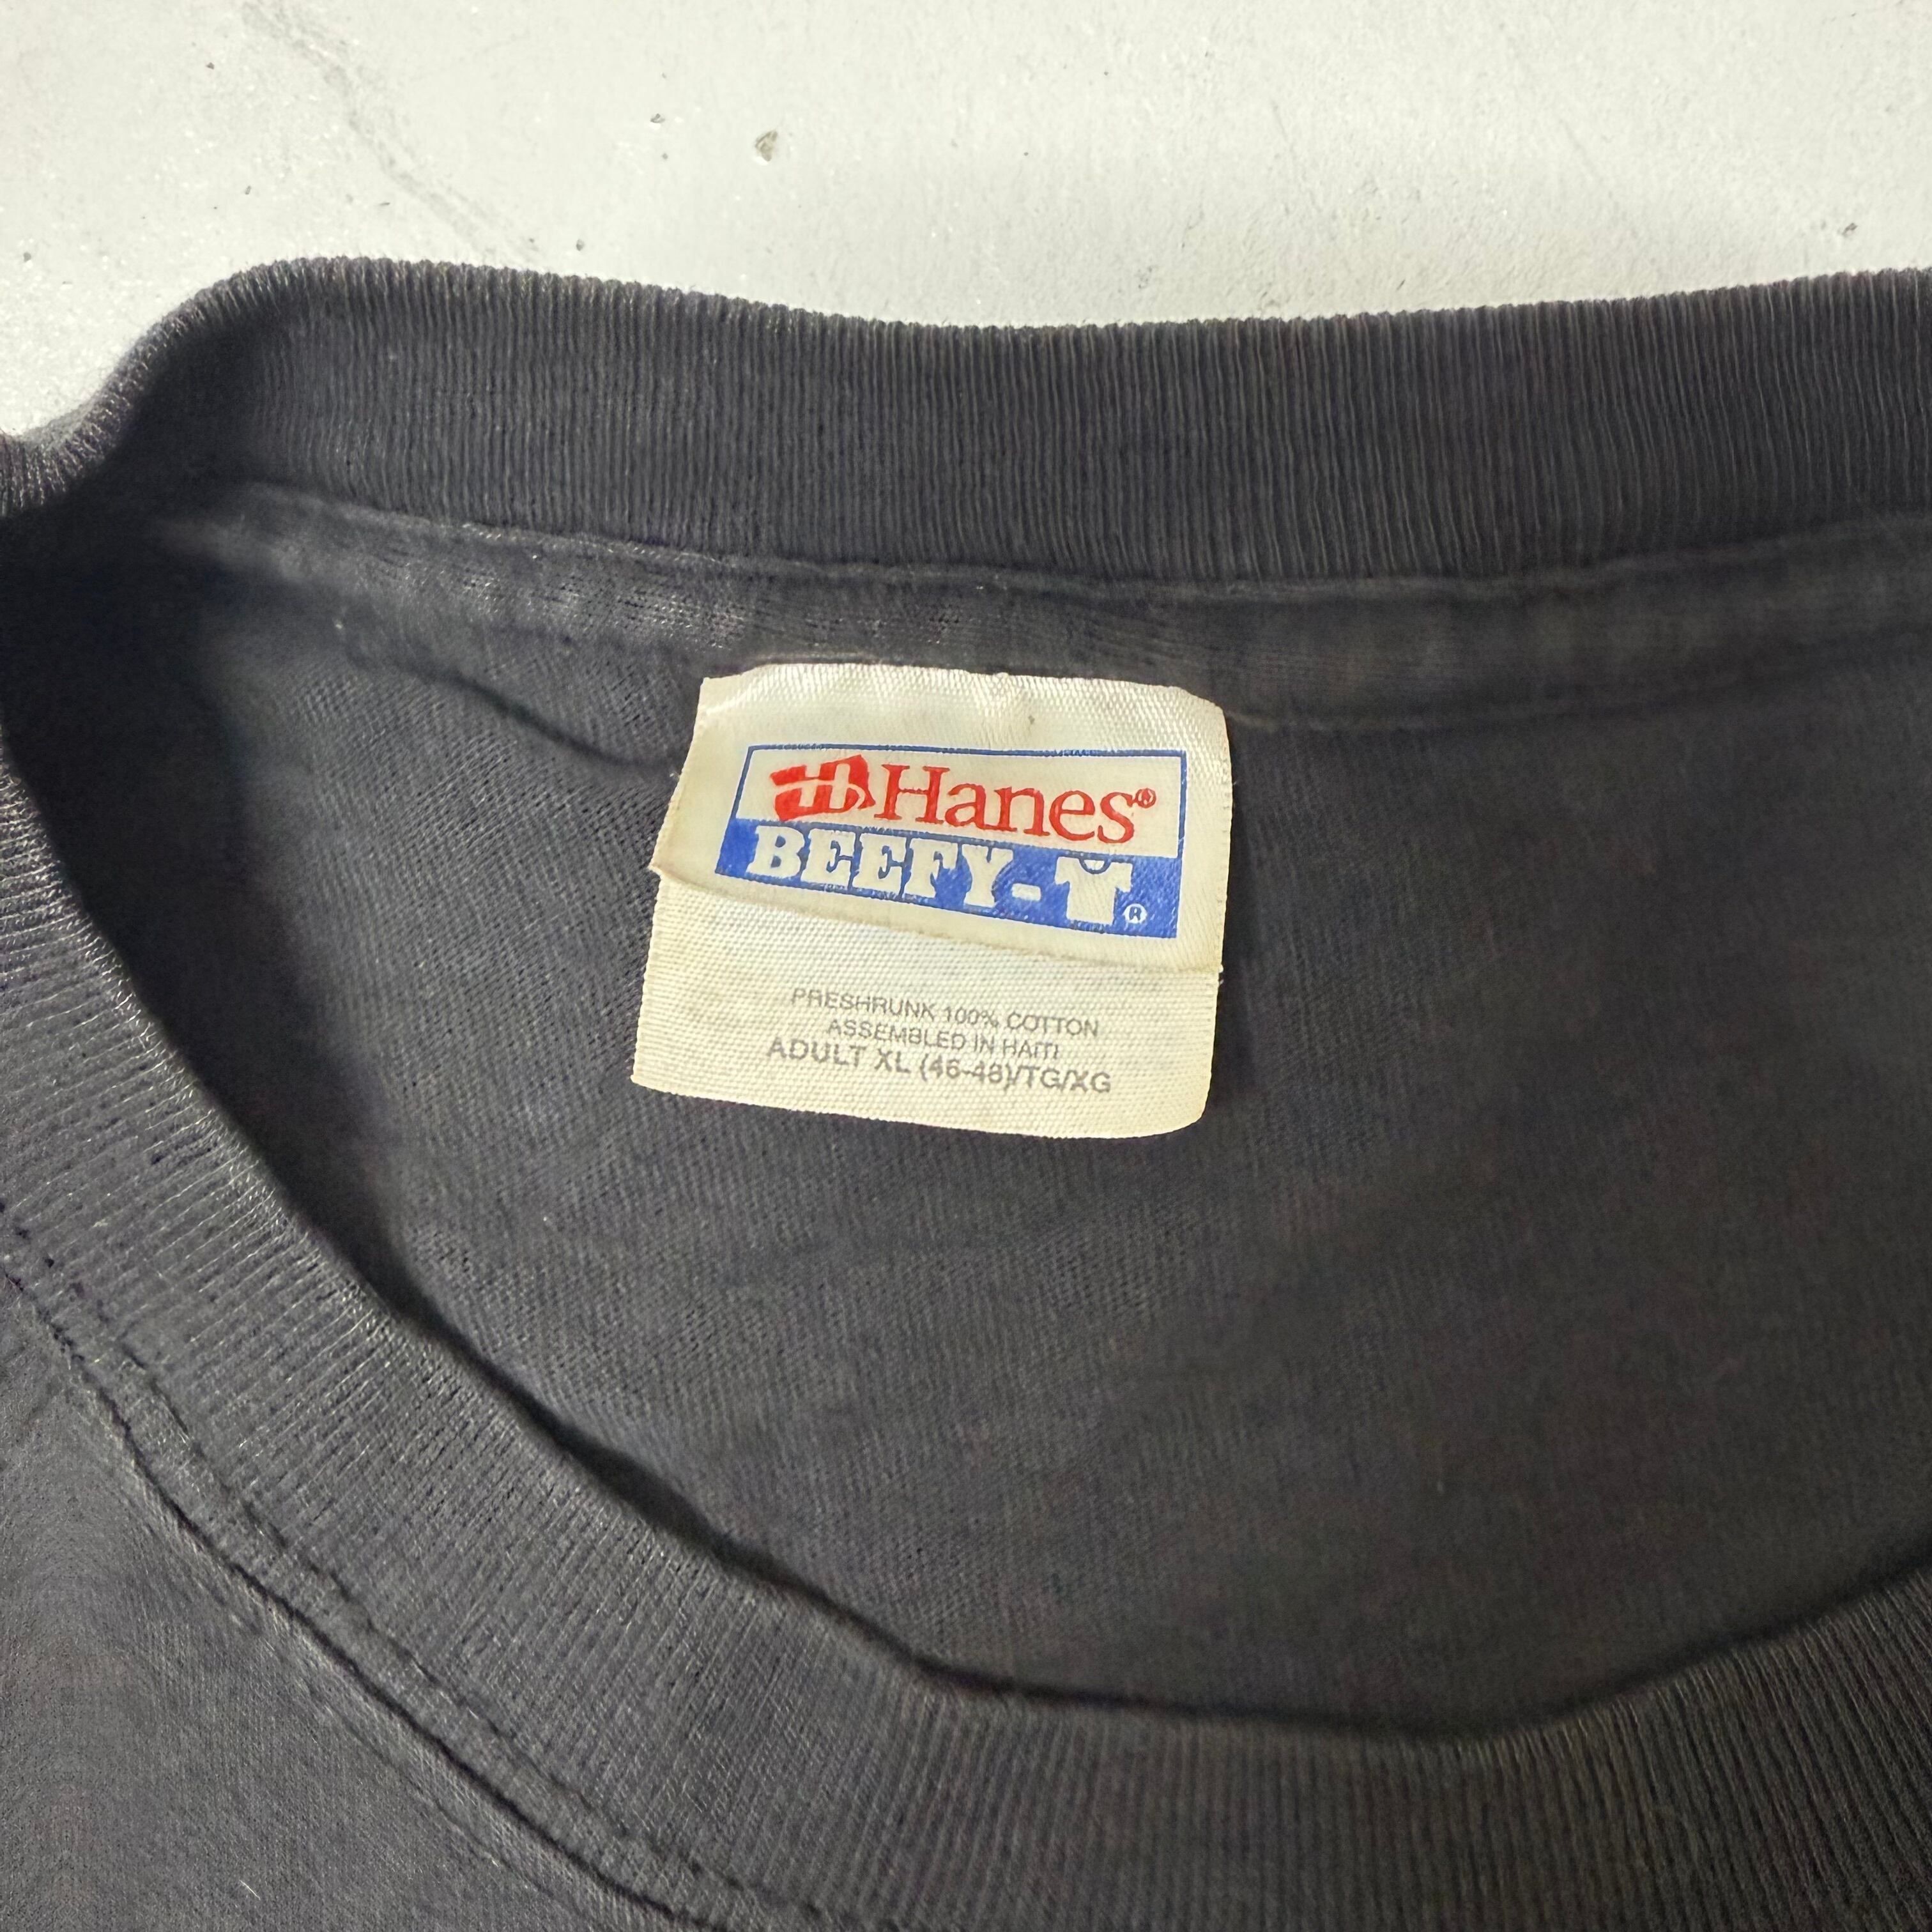 Hanes®
BEEFY-T®
PRESHRUNK 100% COTTON
ASSEMBLED IN HAITI
ADULT XL (46-48)/TG/XG